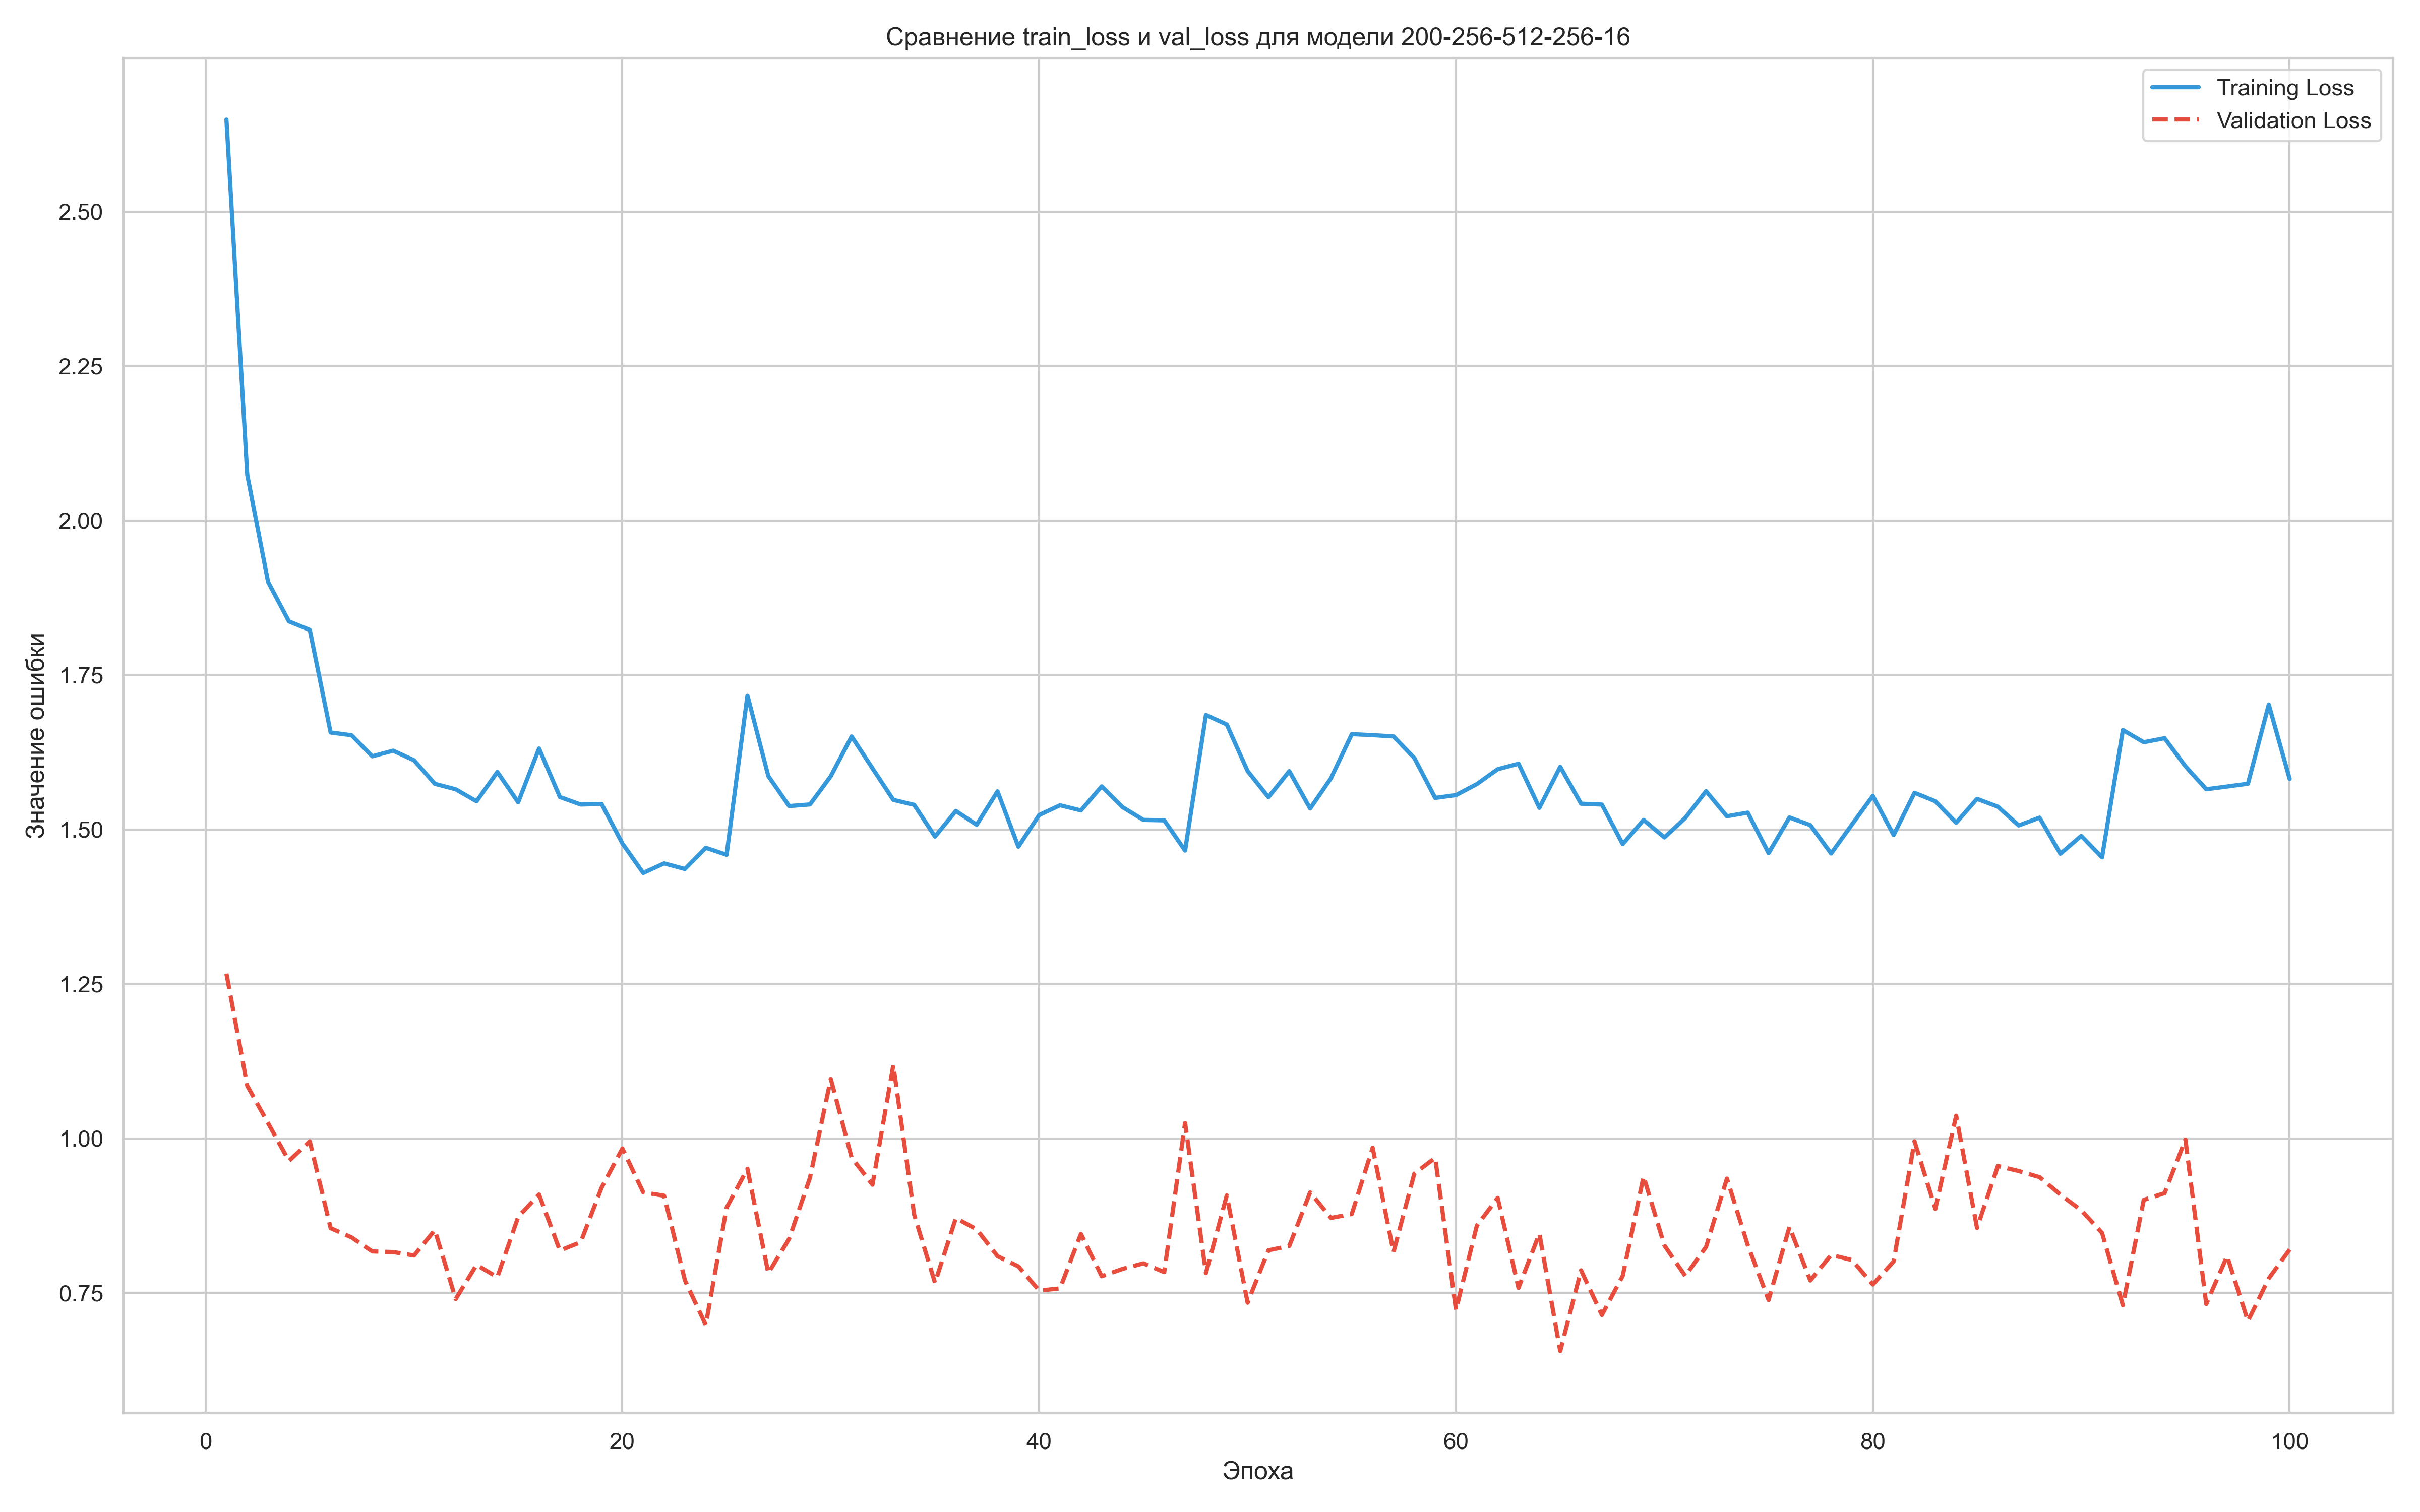 Сравнение train_loss и val_loss для модели 200-256-512-256-16
Training Loss
Validation Loss
Значение ошибки
2.50
2.25
2.00
1.75
1.50
1.25
1.00
0.75
0
20
40
60
80
100
Эпоха